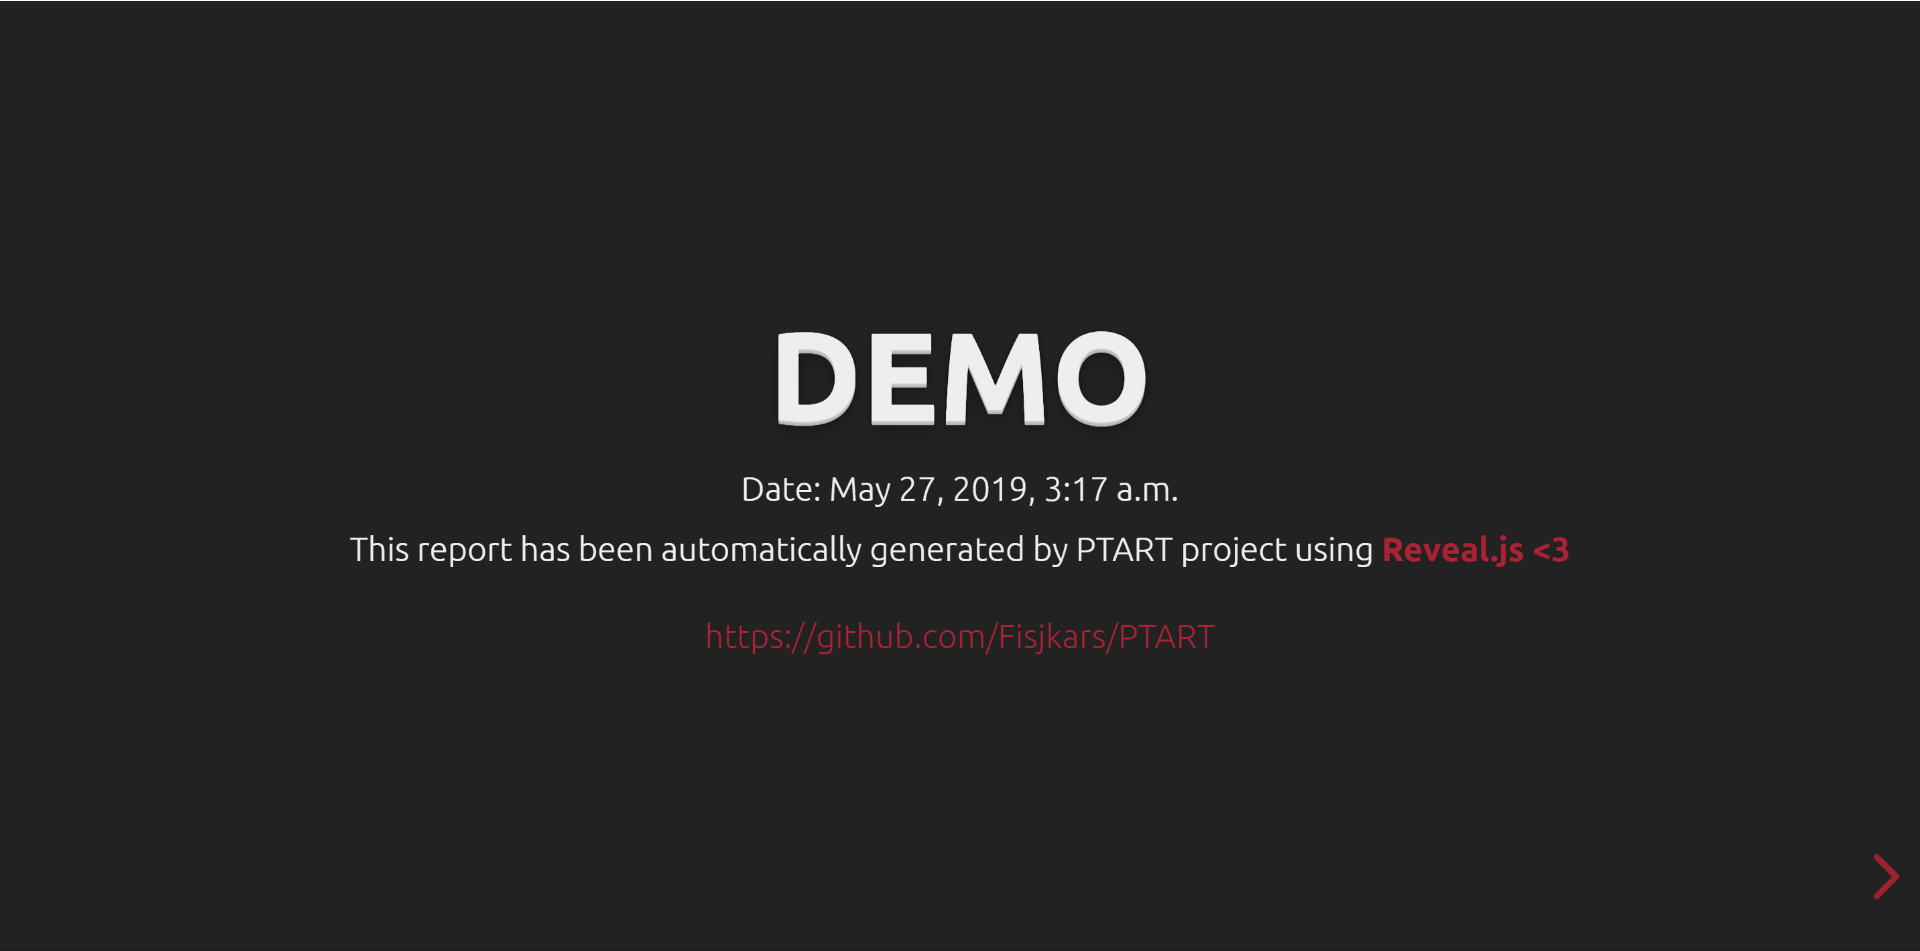 DEMO
Date: May 27, 2019, 3:17 a.m.
This report has been automatically generated by PTART project using Reveal.js <3
https://github.com/Fisjkars/PTART